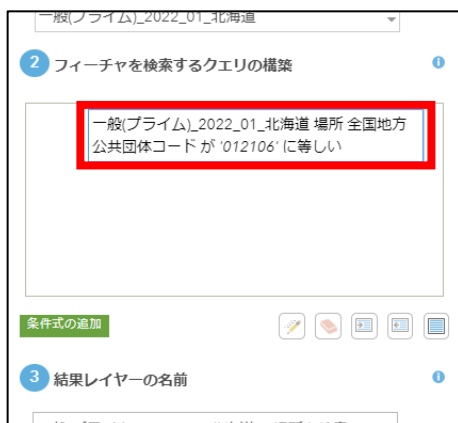 一般(プライム)_2022_01_北海道
2 フィーチャを検索するクエリの構築
一般(プライム)_2022_01_北海道 場所 全国地方
公共団体コード が '012106' に等しい
条件式の追加
3 結果レイヤーの名前